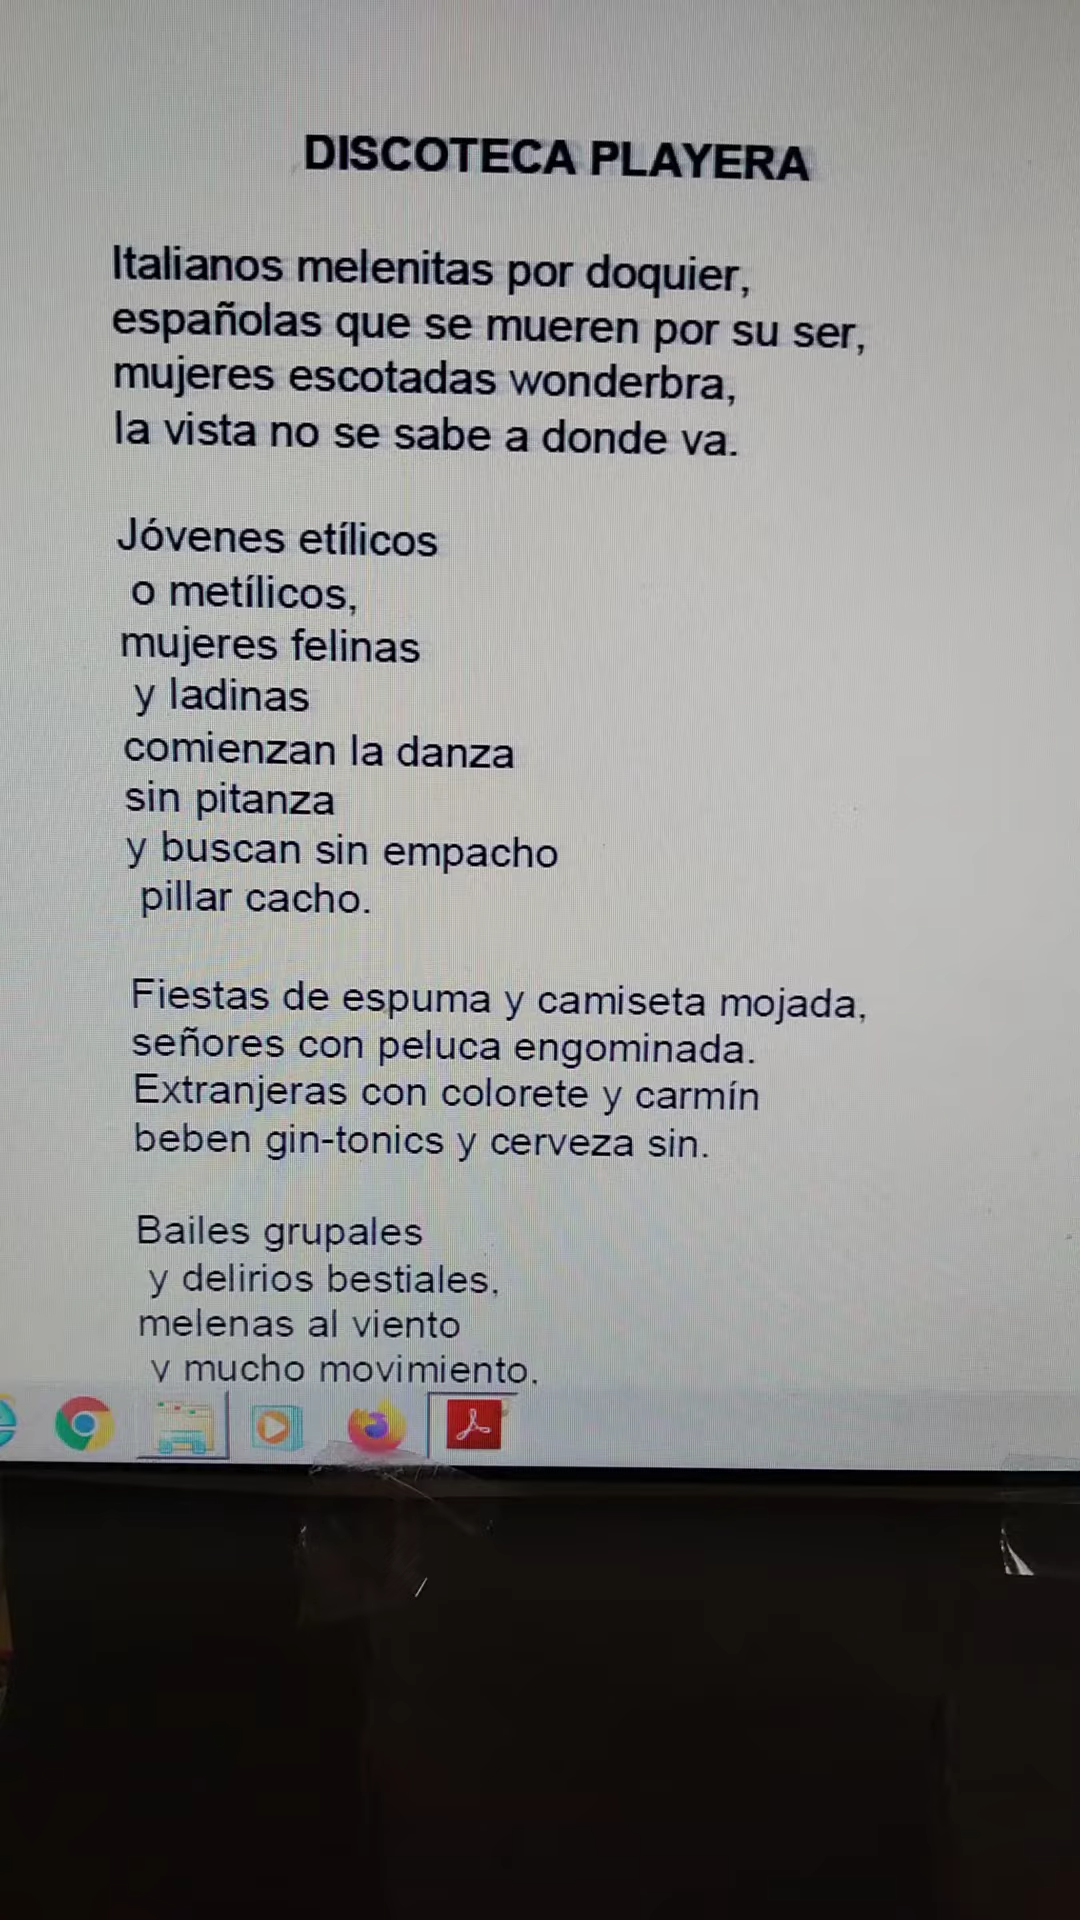 DISCOTECA PLAYERA
Italianos melenitas por doquier,
españolas que se mueren por su ser,
mujeres escotadas wonderbra,
la vista no se sabe a donde va.
Jóvenes etílicos
o metílicos,
mujeres felinas
y ladinas
comienzan la danza
sin pitanza
y buscan sin empacho
pillar cacho.
Fiestas de espuma y camiseta mojada,
señores con peluca engominada.
Extranjeras con colorete y carmín
beben gin-tonics y cerveza sin.
Bailes grupales
y delirios bestiales,
melenas al viento
y mucho movimiento.